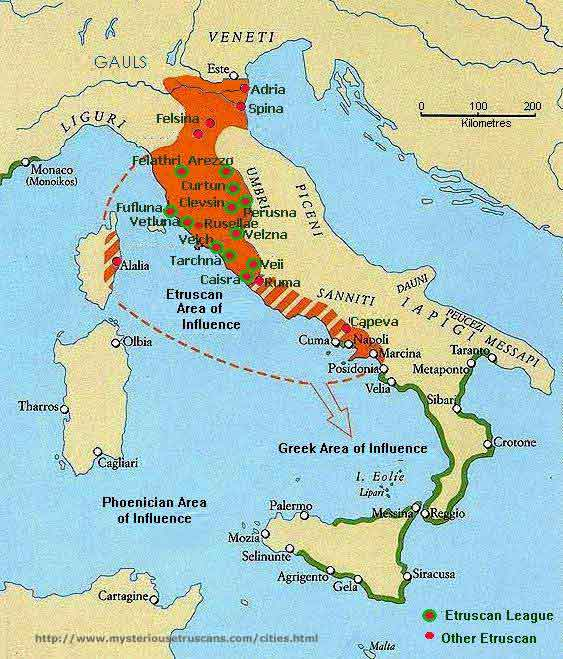 VENETI
GAULS
Este
Adria
Spina
0 100 200
Kilometres
Felsina
LIGURI
Monaco
(Monoikos)
Felathri
Arezzo
UMBRI
PICENI
Curtun
Clevsin
Perusna
Fufluna
Vetluna
Rusellae
Velzna
Velch
Tarchna
Veii
Caisra
Ruma
Alalia
Etruscan
Area of
Influence
SANNITI
DAUNI
IAPIGI
PEUCEZI
MESSAPI
Capeva
Cuma
Napoli
Marcina
Posidonia
Velia
Taranto
Metaponto
Olbia
Tharros
Cagliari
Sibari
Crotone
Greek Area of Influence
I. Eolie
Lipari
Phoenician Area
of Influence
Palermo
Messina
Reggio
Mozia
Selinunte
Agrigento
Gela
Siracusa
Cartagine
Malta
Etruscan League
Other Etruscan
http://www.mysteriousetruscans.com/cities.html